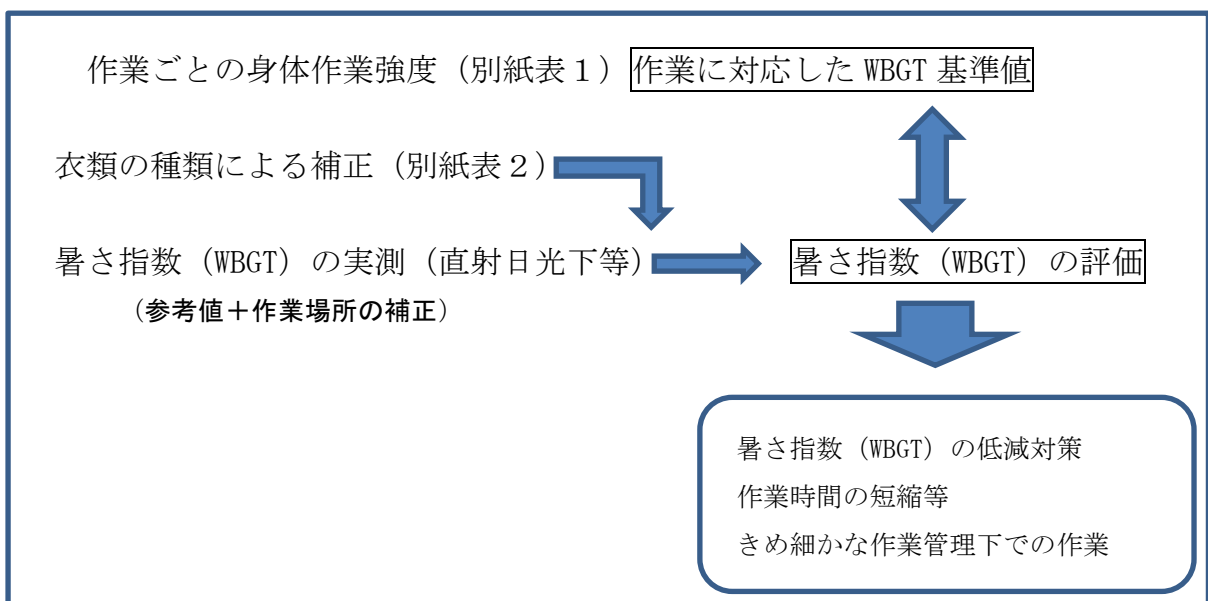 作業ごとの身体作業強度（別紙表１）作業に対応した WBGT 基準値
衣類の種類による補正（別紙表２）
暑さ指数（WBGT）の実測（直射日光下等） 暑さ指数（WBGT）の評価
（参考値＋作業場所の補正）
暑さ指数（WBGT）の低減対策
作業時間の短縮等
きめ細かな作業管理下での作業